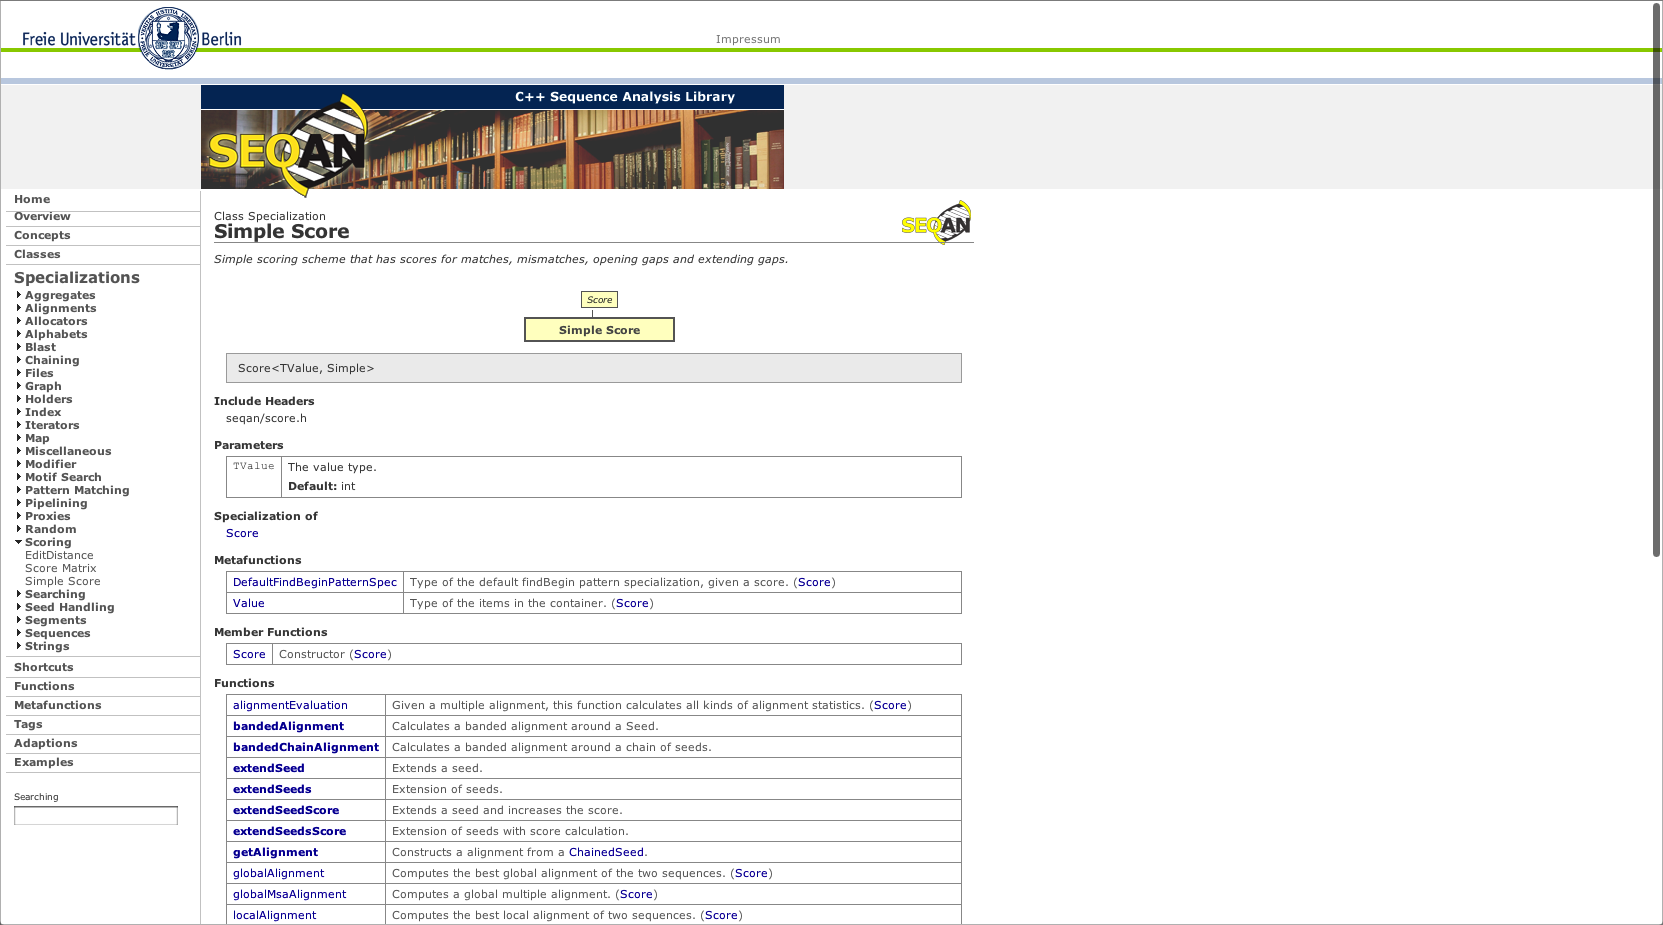 Freie Universität Berlin
Impressum
C++ Sequence Analysis Library
SEQAN
Home
Overview
Concepts
Classes
Specializations
Aggregates
Alignments
Allocators
Alphabets
Blast
Chaining
Files
Graph
Holders
Index
Iterators
Map
Miscellaneous
Modifier
Motif Search
Pattern Matching
Pipelining
Proxies
Random
Scoring
EditDistance
Score Matrix
Simple Score
Searching
Seed Handling
Segments
Sequences
Strings
Shortcuts
Functions
Metafunctions
Tags
Adaptions
Examples
Searching
Class Specialization
Simple Score
SEQAN
Simple scoring scheme that has scores for matches, mismatches, opening gaps and extending gaps.
Score
Simple Score
Score<TValue, Simple>
Include Headers
seqan/score.h
Parameters
TValue The value type.
Default: int
Specialization of
Score
Metafunctions
DefaultFindBeginPatternSpec Type of the default findBegin pattern specialization, given a score. (Score)
Value Type of the items in the container. (Score)
Member Functions
Score Constructor (Score)
Functions
alignmentEvaluation Given a multiple alignment, this function calculates all kinds of alignment statistics. (Score)
bandedAlignment Calculates a banded alignment around a Seed.
bandedChainAlignment Calculates a banded alignment around a chain of seeds.
extendSeed Extends a seed.
extendSeeds Extension of seeds.
extendSeedScore Extends a seed and increases the score.
extendSeedsScore Extension of seeds with score calculation.
getAlignment Constructs a alignment from a ChainedSeed.
globalAlignment Computes the best global alignment of the two sequences. (Score)
globalMsaAlignment Computes a global multiple alignment. (Score)
localAlignment Computes the best local alignment of two sequences. (Score)